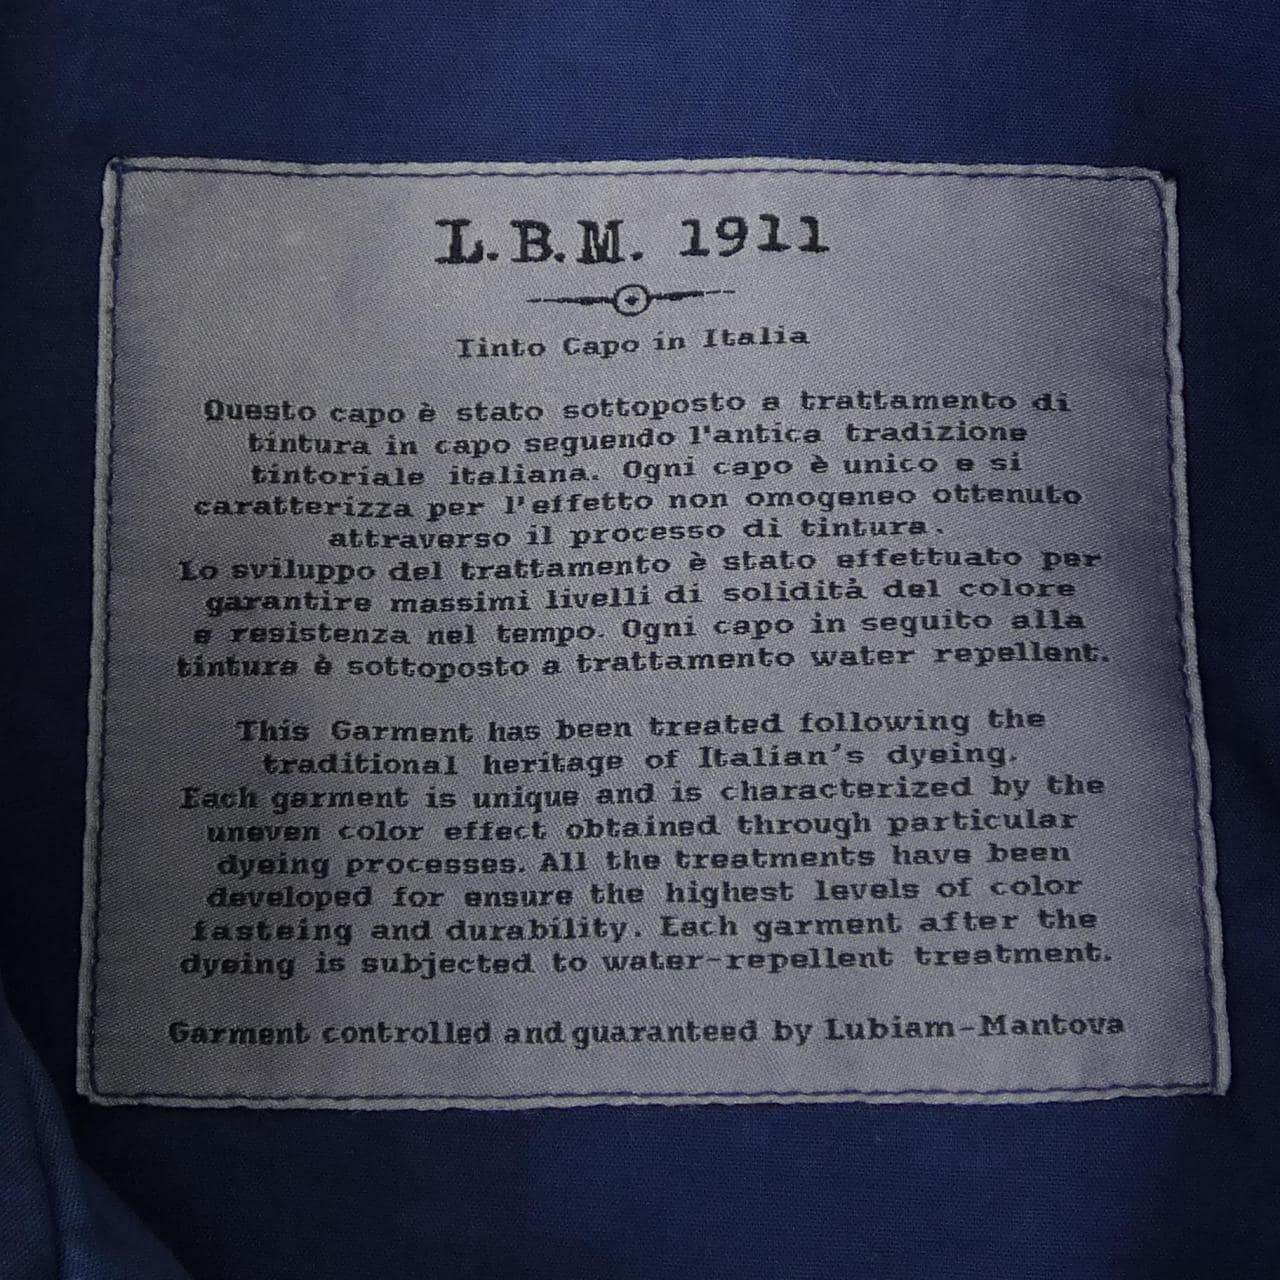 L.B.M. 1911
Tinto Capo in Italia
Questo capo è stato sottoposto a trattamento di
tintura in capo seguendo l'antica tradizione
tintoriale italiana. Ogni capo è unico e si
caratterizza per l'effetto non omogeneo ottenuto
attraverso il processo di tintura.
Lo sviluppo del trattamento è stato effettuato per
garantire massimi livelli di solidità del colore
e resistenza nel tempo. Ogni capo in seguito alla
tintura è sottoposto a trattamento water repellent.
This Garment has been treated following the
traditional heritage of Italian's dyeing.
Each garment is unique and is characterized by the
uneven color effect obtained through particular
dyeing processes. All the treatments have been
developed for ensure the highest levels of color
fasteing and durability. Each garment after the
dyeing is subjected to water-repellent treatment.
Garment controlled and guaranteed by Lubiam-Mantova